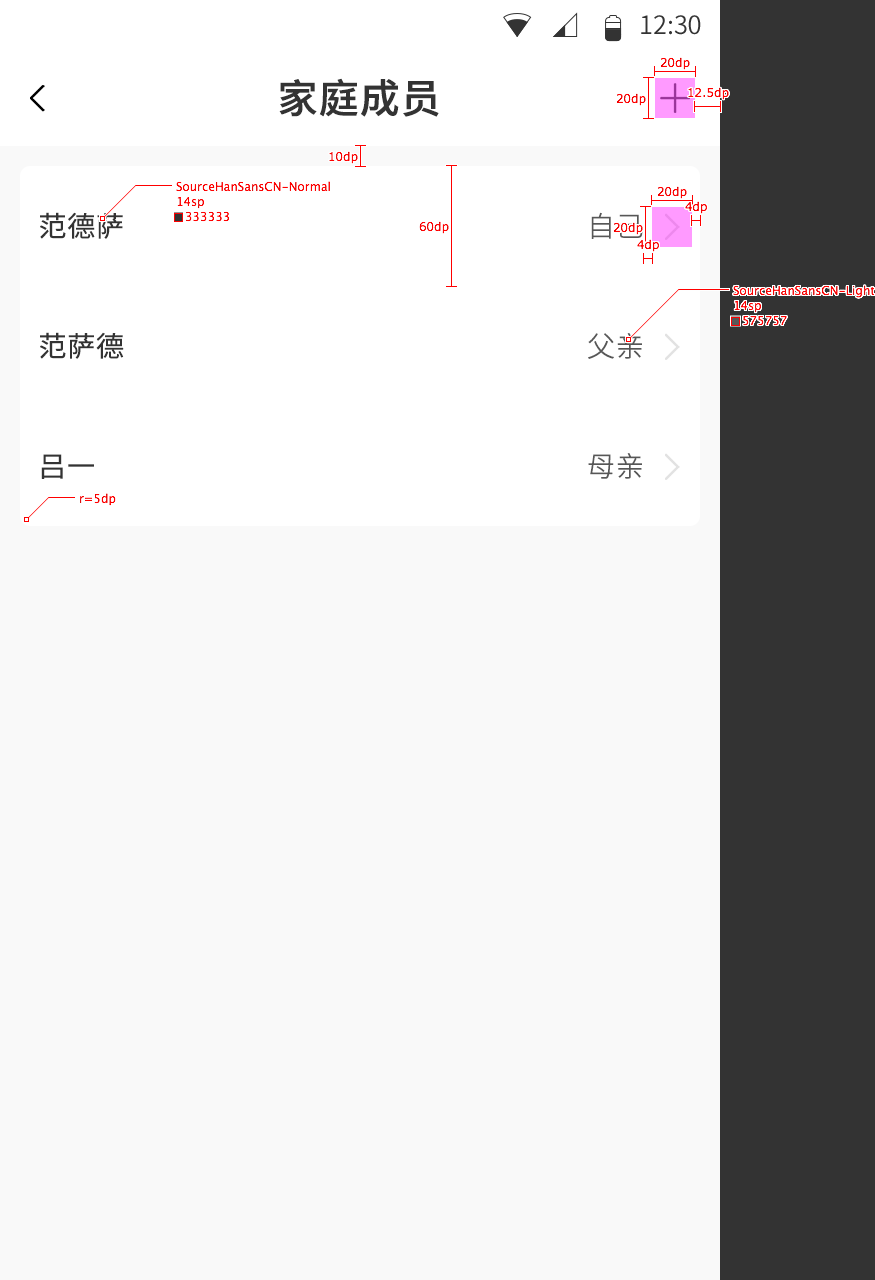 12:30
20dp
家庭成员
20dp
12.5dp
10dp
SourceHanSansCN-Normal
14sp
333333
范德萨
60dp
20dp
4dp
自己
20dp
4dp
SourceHanSansCN-Light
14sp
575757
范萨德
父亲
吕一
母亲
r=5dp